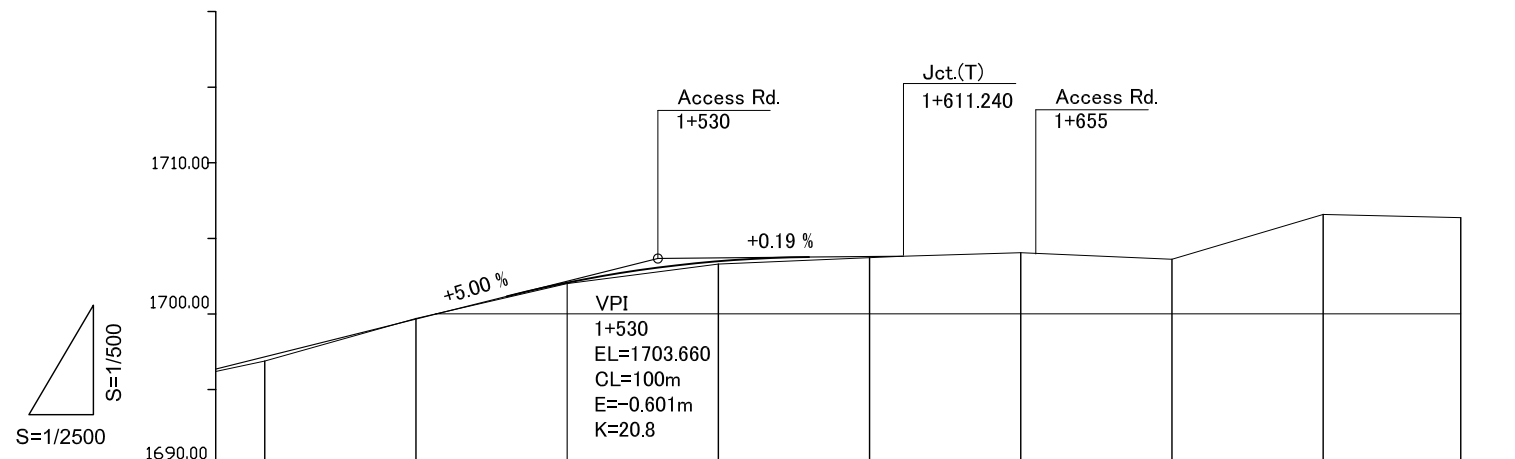 Jct.(T)
1+611.240
Access Rd.
1+530
Access Rd.
1+655
1710.00
+0.19 %
+5.00 %
1700.00
VPI
1+530
EL=1703.660
CL=100m
E=-0.601m
K=20.8
S=1/500
S=1/2500
1690.00